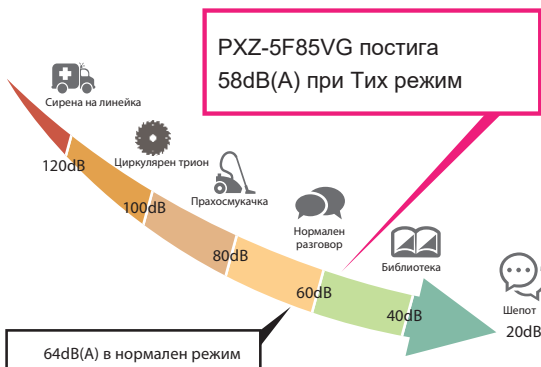 PXZ-5F85VG постига
58dB(A) при Тих режим
Сирена на линейка
120dB
Циркулярен трион
100dB
Прахосмукачка
80dB
Нормален
разговор
60dB
Библиотека
40dB
Шепот
20dB
64dB(A) в нормален режим